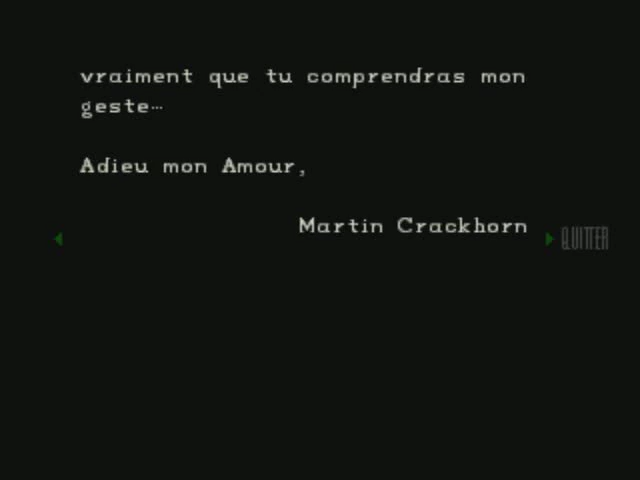 vraiment que tu comprendras mon
geste…
Adieu mon Amour,
Martin Crackhorn
QUITTER